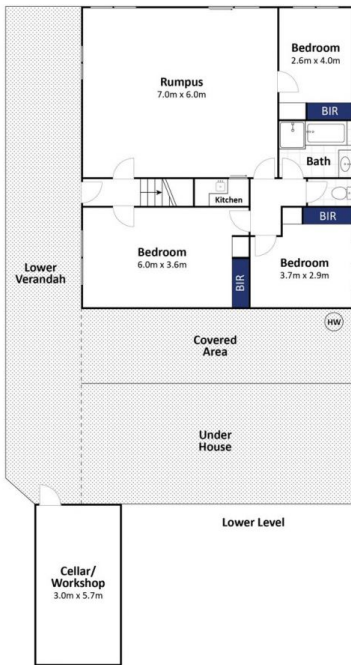 Bedroom
2.6m x 4.0m
Rumpus
7.0m x 6.0m
BIR
Bath
Kitchen
BIR
Bedroom
6.0m x 3.6m
BIR
Bedroom
3.7m x 2.9m
Lower
Verandah
HW
Covered
Area
Under
House
Lower Level
Cellar/
Workshop
3.0m x 5.7m